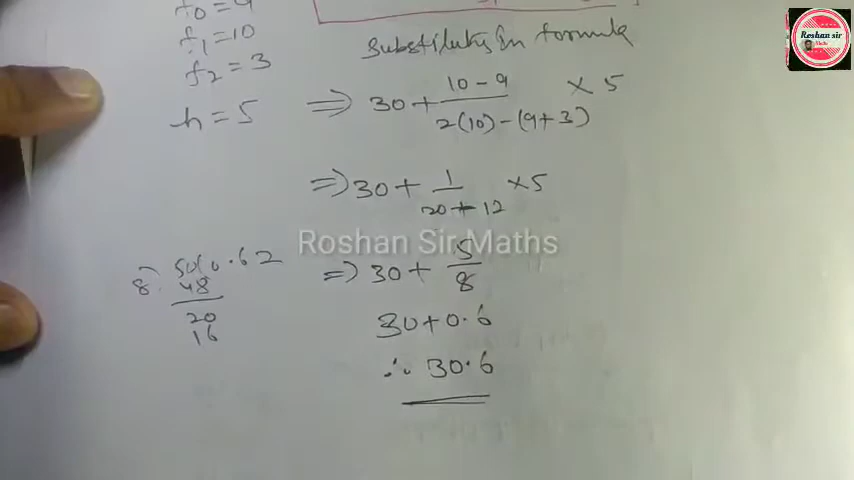 f₀ = 9
f₁ = 10
f₂ = 3
h = 5
Substitutes in formula
⇒ 30 + (10 - 9)/(2(10) - (9 + 3)) × 5
⇒ 30 + 1/(20 - 12) × 5
⇒ 30 + 5/8
30 + 0.6
∴ 30.6
8) 50(0.62
48
20
16
Roshan Sir Maths
Roshan sir
Maths